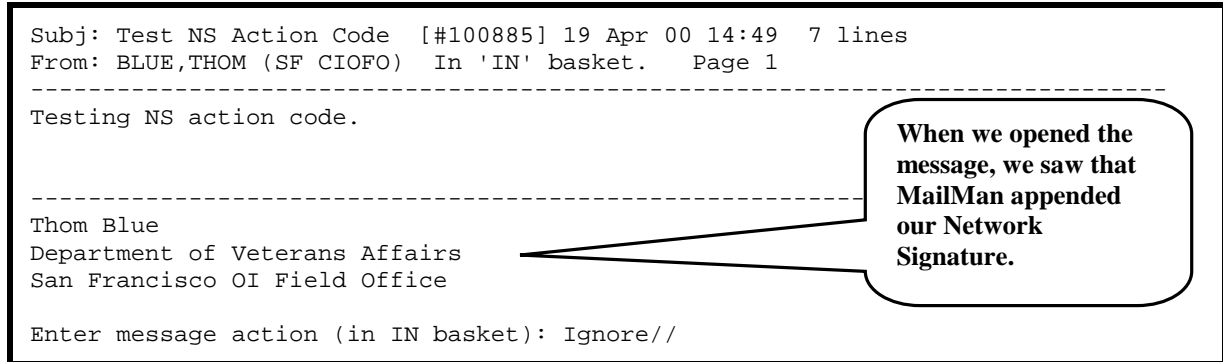 Subj: Test NS Action Code  [#100885] 19 Apr 00 14:49  7 lines
From: BLUE,THOM (SF CIOFO)  In 'IN' basket.   Page 1
-------------------------------------------------------------------------------
Testing NS action code.
----------------------------------------------------------
Thom Blue
Department of Veterans Affairs
San Francisco OI Field Office
Enter message action (in IN basket): Ignore//
When we opened the
message, we saw that
MailMan appended
our Network
Signature.